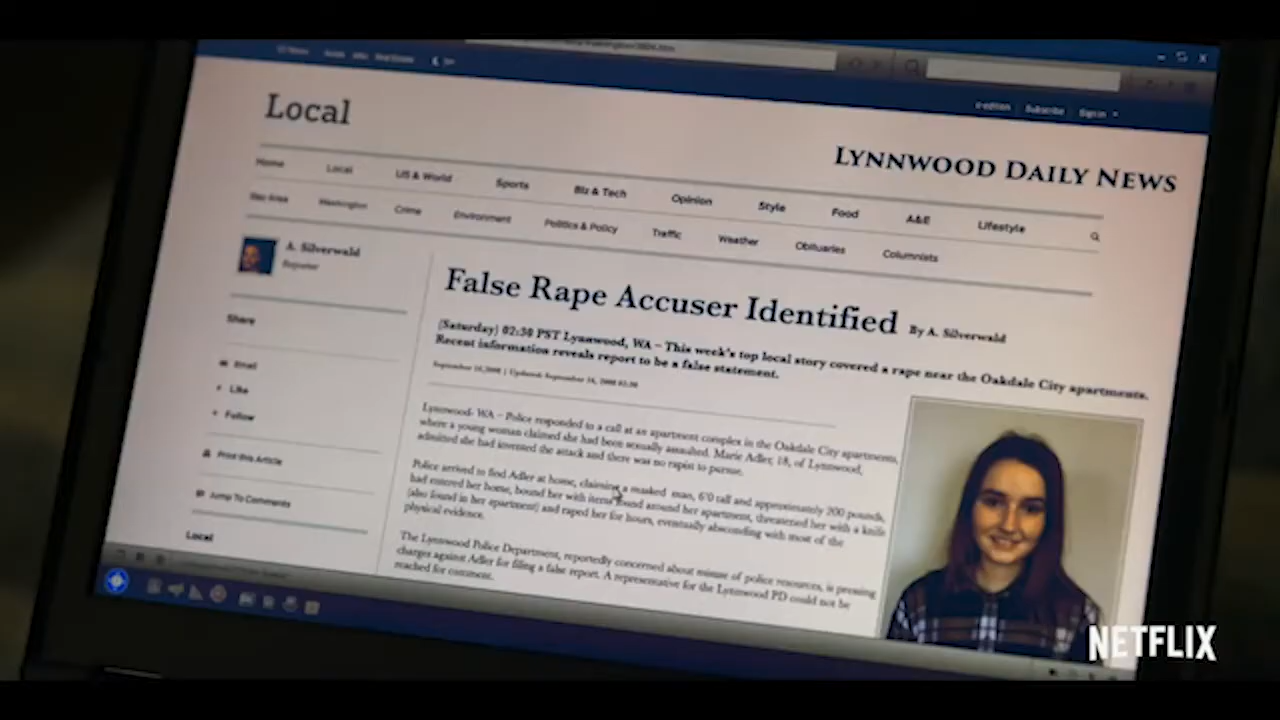 Local
LYNNWOOD DAILY NEWS
e-edition Subscribe Sign in
Home Local US & World Sports Biz & Tech Opinion Style Food A&E Lifestyle
Bay Area Washington Crime Environment Politics & Policy Traffic Weather Obituaries Columnists
A. Silverwald
Reporter
Share
Email
Like
Follow
Print this Article
Jump To Comments
Local
False Rape Accuser Identified By A. Silverwald
(Saturday) 02:30 PST Lynnwood, WA – This week's top local story covered a rape near the Oakdale City apartments.
Recent information reveals report to be a false statement.
Lynnwood- WA – Police responded to a call at an apartment complex in the Oakdale City apartments,
where a young woman claimed she had been sexually assaulted. Marie Adler, 18, of Lynnwood,
admitted she had invented the attack and there was no rapist to pursue.
Police arrived to find Adler at home, claiming a masked man, 6'0 tall and approximately 200 pounds,
had entered her home, bound her with items found around her apartment, threatened her with a knife
(also found in her apartment) and raped her for hours, eventually absconding with most of the
physical evidence.
The Lynnwood Police Department, reportedly concerned about misuse of police resources, is pressing
charges against Adler for filing a false report. A representative for the Lynnwood PD could not be
reached for comment.
NETFLIX